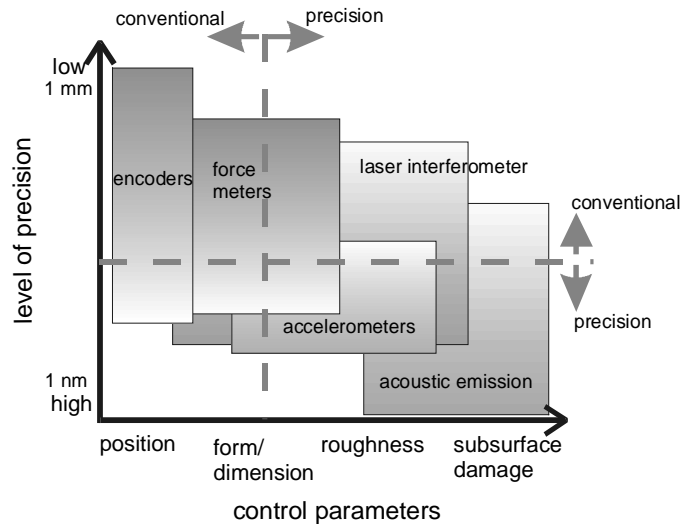 conventional
precision
low
1 mm
encoders
force
meters
laser interferometer
conventional
level of precision
precision
accelerometers
acoustic emission
1 nm
high
position
form/
dimension
roughness
subsurface
damage
control parameters